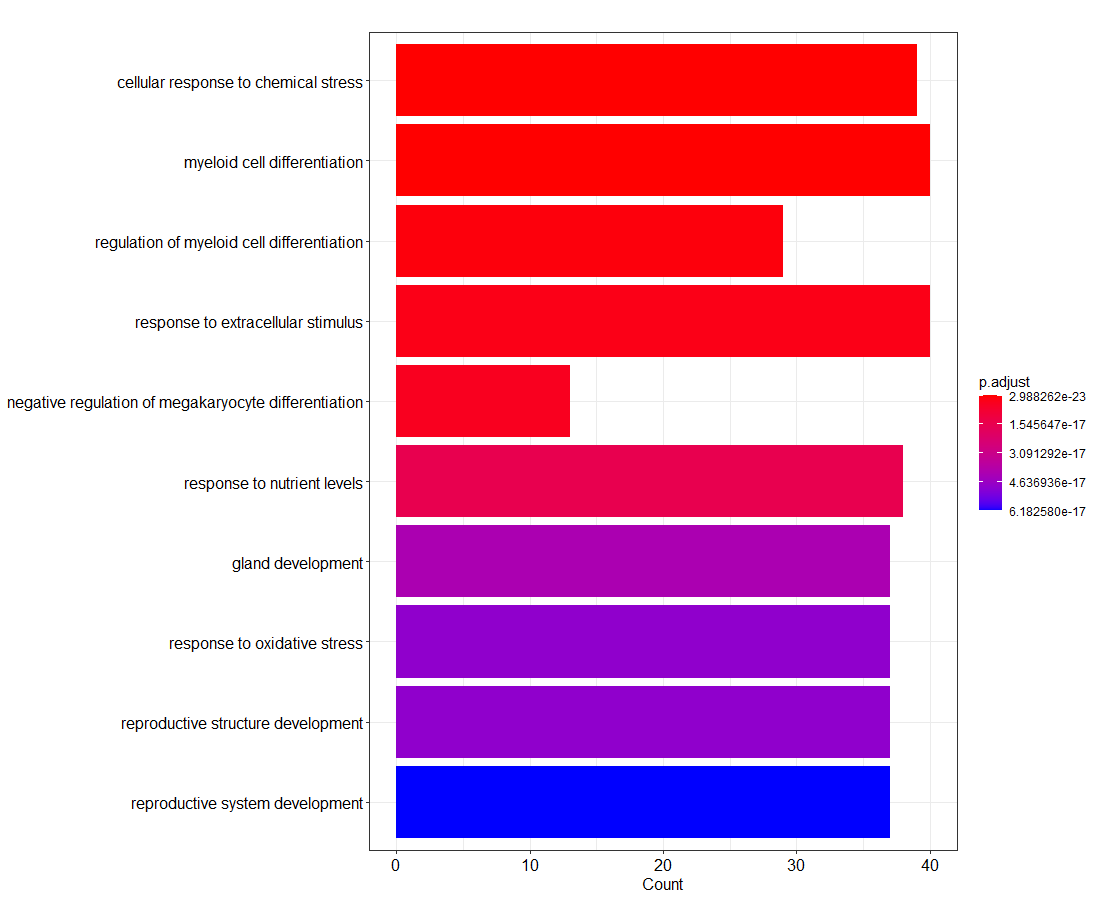 cellular response to chemical stress
myeloid cell differentiation
regulation of myeloid cell differentiation
response to extracellular stimulus
negative regulation of megakaryocyte differentiation
response to nutrient levels
gland development
response to oxidative stress
reproductive structure development
reproductive system development
0 10 20 30 40
Count
p.adjust
2.988262e-23
1.545647e-17
3.091292e-17
4.636936e-17
6.182580e-17